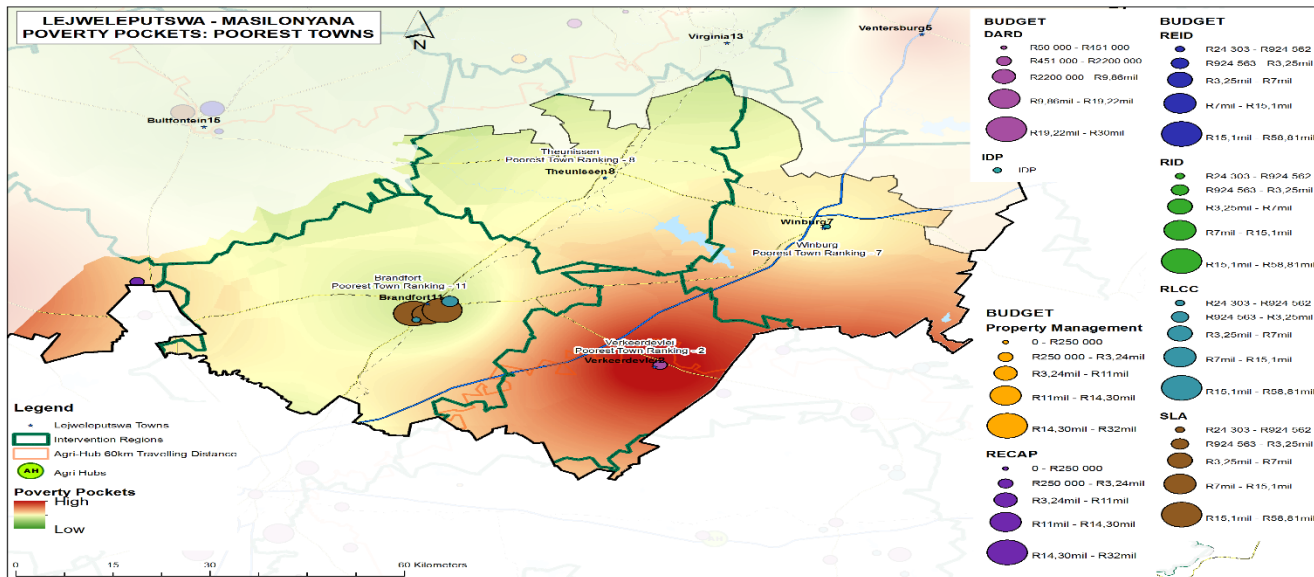 LEJWELEPUTSWA - MASILONYANA
POVERTY POCKETS: POOREST TOWNS
N
Virginia13
Ventersburg5
Bultfontein15
Theunissen
Poorest Town Ranking - 8
Theunissen8
Winburg7
Winburg
Poorest Town Ranking - 7
Brandfort
Poorest Town Ranking - 11
Brandfort11
Verkeerdevlei
Poorest Town Ranking - 2
Verkeerdevlei2
Legend
Lejweleputswa Towns
Intervention Regions
Agri-Hub 60km Travelling Distance
AH
Agri Hubs
Poverty Pockets
High
Low
0 15 30 60 Kilometers
BUDGET
DARD
R50 000 - R451 000
R451 000 - R2200 000
R2200 000 - R9,86mil
R9,86mil - R19,22mil
R19,22mil - R30mil
IDP
IDP
BUDGET
Property Management
0 - R250 000
R250 000 - R3,24mil
R3,24mil - R11mil
R11mil - R14,30mil
R14,30mil - R32mil
RECAP
0 - R250 000
R250 000 - R3,24mil
R3,24mil - R11mil
R11mil - R14,30mil
R14,30mil - R32mil
BUDGET
REID
R24 303 - R924 562
R924 563 - R3,25mil
R3,25mil - R7mil
R7mil - R15,1mil
R15,1mil - R58,81mil
RID
R24 303 - R924 562
R924 563 - R3,25mil
R3,25mil - R7mil
R7mil - R15,1mil
R15,1mil - R58,81mil
RLCC
R24 303 - R924 562
R924 563 - R3,25mil
R3,25mil - R7mil
R7mil - R15,1mil
R15,1mil - R58,81mil
SLA
R24 303 - R924 562
R924 563 - R3,25mil
R3,25mil - R7mil
R7mil - R15,1mil
R15,1mil - R58,81mil